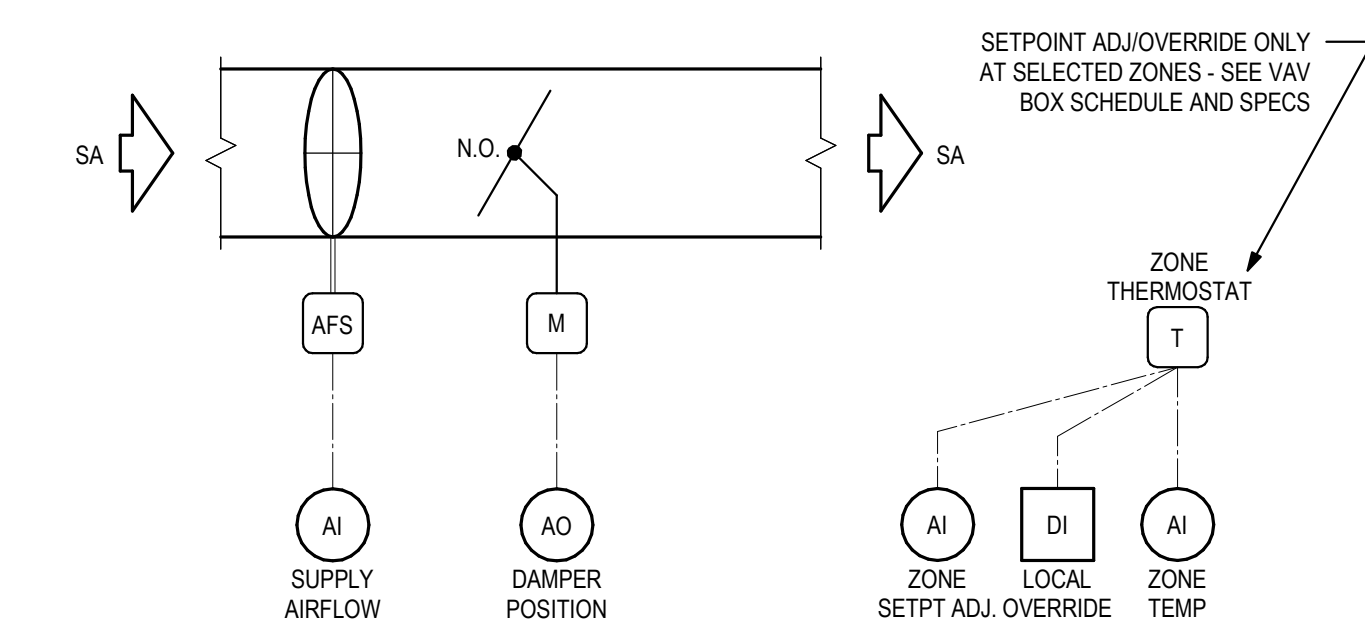 SETPOINT ADJ/OVERRIDE ONLY
AT SELECTED ZONES - SEE VAV
BOX SCHEDULE AND SPECS
SA
N.O.
SA
ZONE
THERMOSTAT
AFS
M
T
AI
AO
AI
DI
AI
SUPPLY
AIRFLOW
DAMPER
POSITION
ZONE
SETPT ADJ.
LOCAL
OVERRIDE
ZONE
TEMP